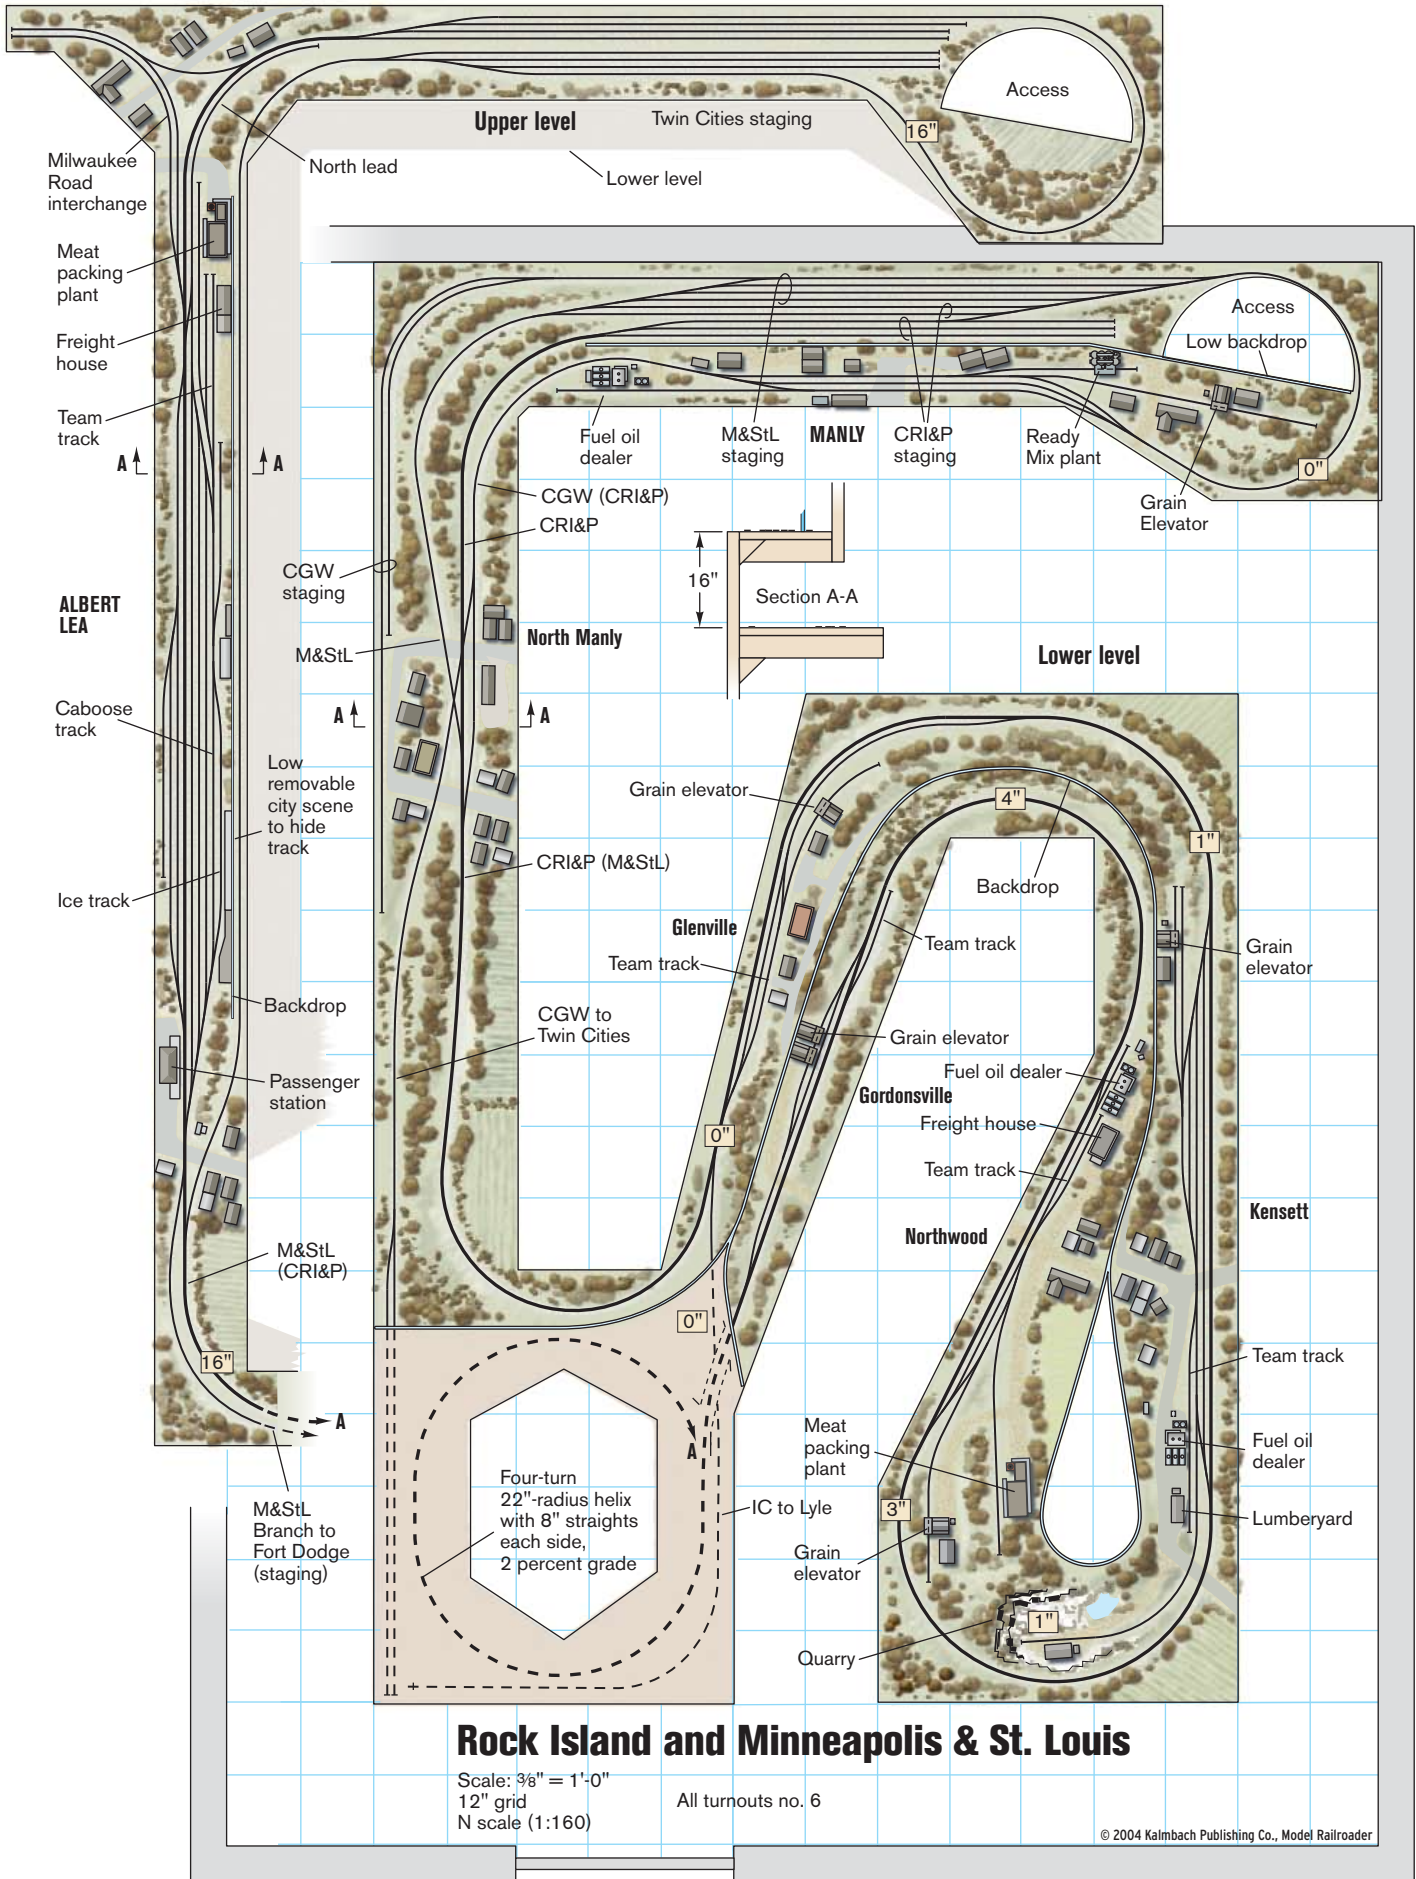 Access
16"
Upper level
Twin Cities staging
Milwaukee
Road
interchange
North lead
Lower level
Meat
packing
plant
Access
Low backdrop
Freight
house
Team
track
A
A
Fuel oil
dealer
M&StL
staging
MANLY
CRI&P
staging
Ready
Mix plant
0"
Grain
Elevator
CGW (CRI&P)
CRI&P
CGW
staging
16"
Section A-A
ALBERT
LEA
North Manly
M&StL
Lower level
A
A
Caboose
track
Low
removable
city scene
to hide
track
Grain elevator
4"
1"
CRI&P (M&StL)
Backdrop
Ice track
Glenville
Team track
Grain
elevator
Team track
Backdrop
CGW to
Twin Cities
Grain elevator
Passenger
station
Fuel oil dealer
Gordonsville
Freight house
0"
Team track
Kensett
Northwood
M&StL
(CRI&P)
0"
Team track
16"
A
A
Meat
packing
plant
Fuel oil
dealer
Four-turn
22"-radius helix
with 8" straights
each side,
2 percent grade
M&StL
Branch to
Fort Dodge
(staging)
IC to Lyle
3"
Lumberyard
Grain
elevator
1"
Quarry
Rock Island and Minneapolis & St. Louis
Scale: 3/8" = 1'-0"
12" grid
N scale (1:160)
All turnouts no. 6
© 2004 Kalmbach Publishing Co., Model Railroader